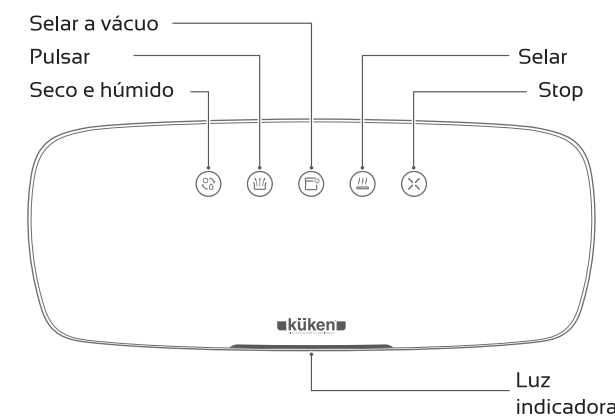 Selar a vácuo
Pulsar
Seco e húmido
Selar
Stop
küken
Luz
indicadora